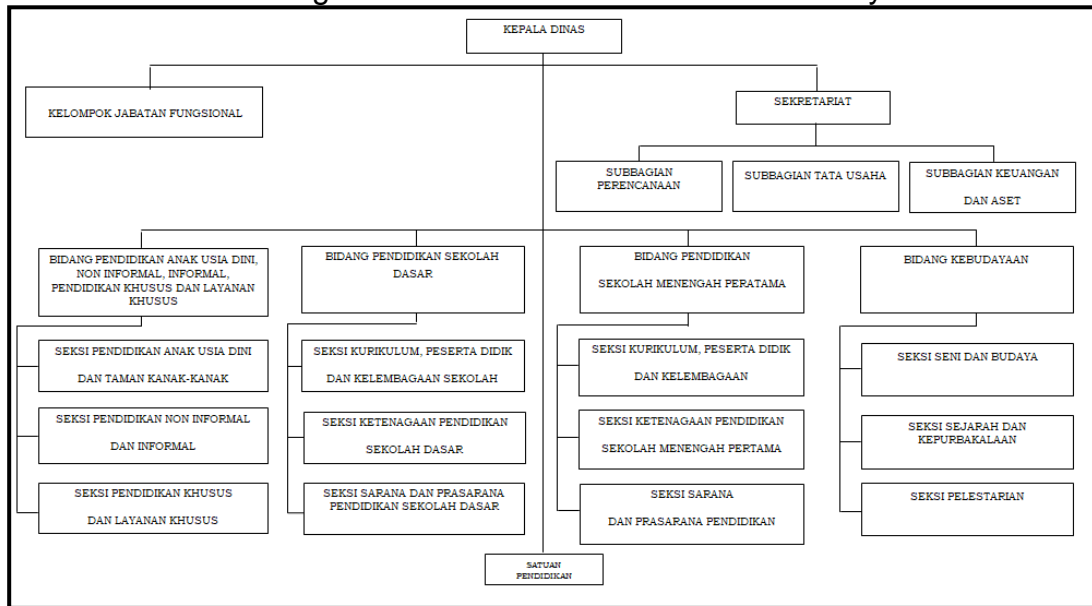 KEPALA DINAS
KELOMPOK JABATAN FUNGSIONAL
SEKRETARIAT
SUBBAGIAN
PERENCANAAN
SUBBAGIAN TATA USAHA
SUBBAGIAN KEUANGAN
DAN ASET
BIDANG PENDIDIKAN ANAK USIA DINI,
NON INFORMAL, INFORMAL,
PENDIDIKAN KHUSUS DAN LAYANAN
KHUSUS
BIDANG PENDIDIKAN SEKOLAH
DASAR
BIDANG PENDIDIKAN
SEKOLAH MENENGAH PERATAMA
BIDANG KEBUDAYAAN
SEKSI PENDIDIKAN ANAK USIA DINI
DAN TAMAN KANAK-KANAK
SEKSI KURIKULUM, PESERTA DIDIK
DAN KELEMBAGAAN SEKOLAH
SEKSI KURIKULUM, PESERTA DIDIK
DAN KELEMBAGAAN
SEKSI SENI DAN BUDAYA
SEKSI PENDIDIKAN NON INFORMAL
DAN INFORMAL
SEKSI KETENAGAAN PENDIDIKAN
SEKOLAH DASAR
SEKSI KETENAGAAN PENDIDIKAN
SEKOLAH MENENGAH PERTAMA
SEKSI SEJARAH DAN
KEPURBAKALAAN
SEKSI PENDIDIKAN KHUSUS
DAN LAYANAN KHUSUS
SEKSI SARANA DAN PRASARANA
PENDIDIKAN SEKOLAH DASAR
SEKSI SARANA
DAN PRASARANA PENDIDIKAN
SEKSI PELESTARIAN
SATUAN
PENDIDIKAN